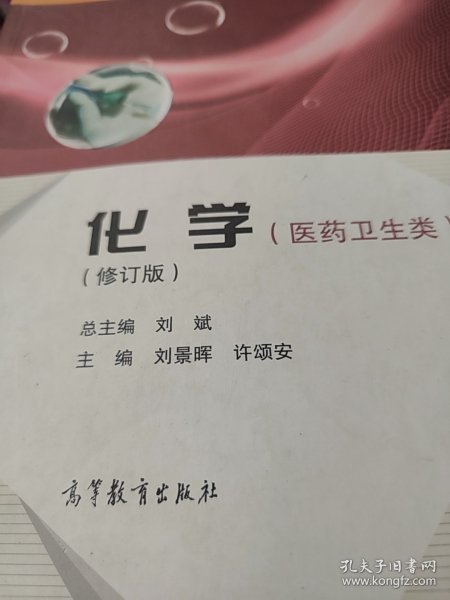 化 学（医药卫生类）
（修订版）
总主编 刘 斌
主 编 刘景晖 许颂安
高等教育出版社
孔夫子旧书网
www.kongfz.com